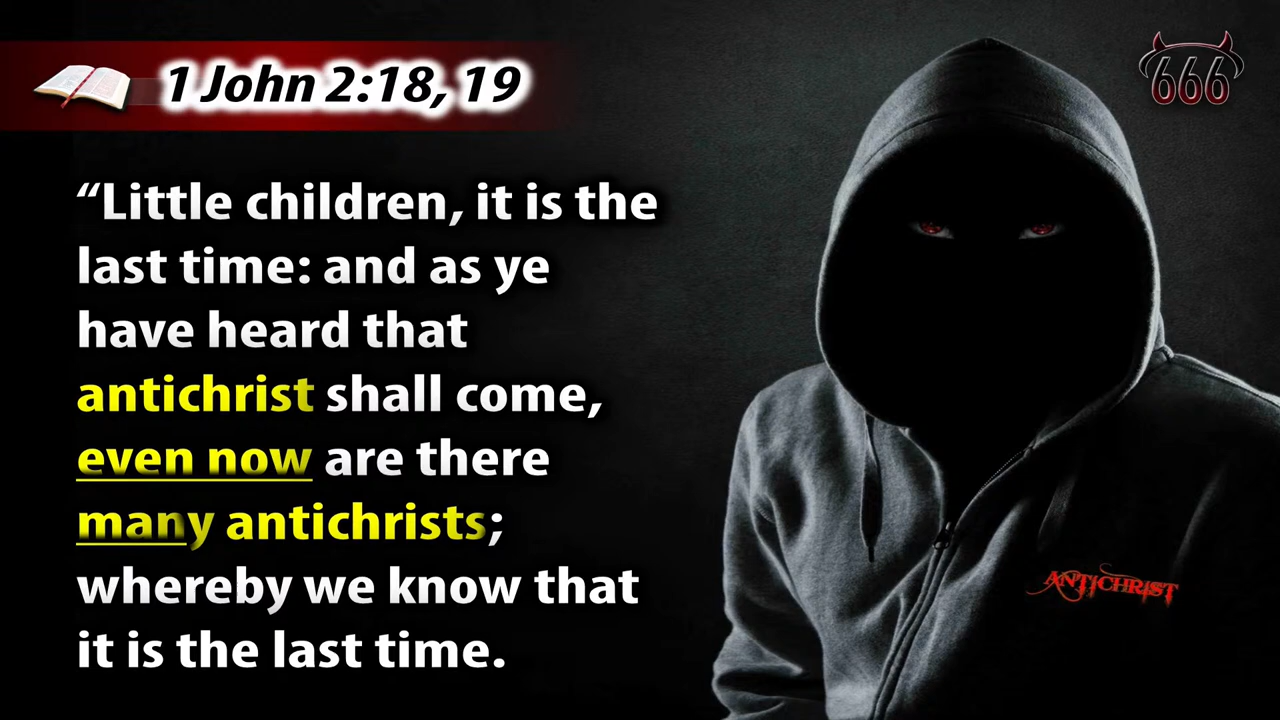 1 John 2:18, 19
666
“Little children, it is the
last time: and as ye
have heard that
antichrist shall come,
even now are there
many antichrists;
whereby we know that
it is the last time.
ANTICHRIST